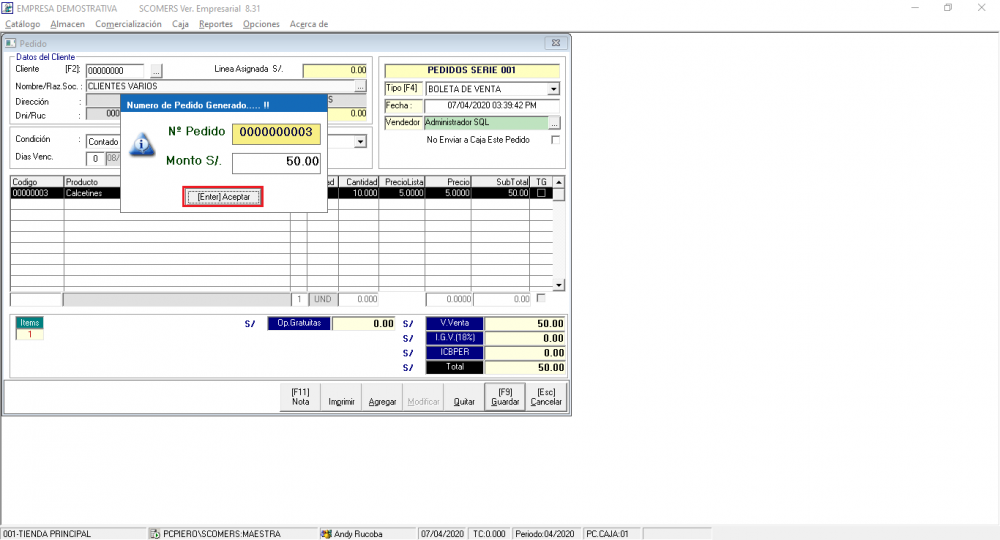 EMPRESA DEMOSTRATIVA SCOMERS Ver. Empresarial 8.31
Catálogo Almacen Comercialización Caja Reportes Opciones Acerca de
Pedido
Datos del Cliente
Cliente [F2]: 00000000 ... Linea Asignada S/. 0.00
PEDIDOS SERIE 001
Nombre/Raz.Soc. : CLIENTES VARIOS ...
Tipo [F4] BOLETA DE VENTA
Dirección : S
Fecha : 07/04/2020 03:39:42 PM
Dni/Ruc : 000 0.00
Vendedor Administrador SQL ...
Numero de Pedido Generado..... !!
Nº Pedido 0000000003
Monto S/. 50.00
[Enter] Aceptar
No Enviar a Caja Este Pedido
Condición : Contado
Dias Venc. 0 08/
Codigo Producto ad Cantidad PrecioLista Precio SubTotal TG
00000003 Calcetines 10.000 5.0000 5.0000 50.00
1 UND 0.000 0.0000 0.00
Items
1
S/ Op.Gratuitas 0.00 S/ V.Venta 50.00
S/ I.G.V.(18%) 0.00
S/ ICBPER 0.00
S/ Total 50.00
[F11] Nota Imprimir Agregar Modificar Quitar [F9] Guardar [Esc] Cancelar
001-TIENDA PRINCIPAL PCPIERO\SCOMERS:MAESTRA Andy Rucoba 07/04/2020 TC:0.000 Periodo:04/2020 PC.CAJA:01